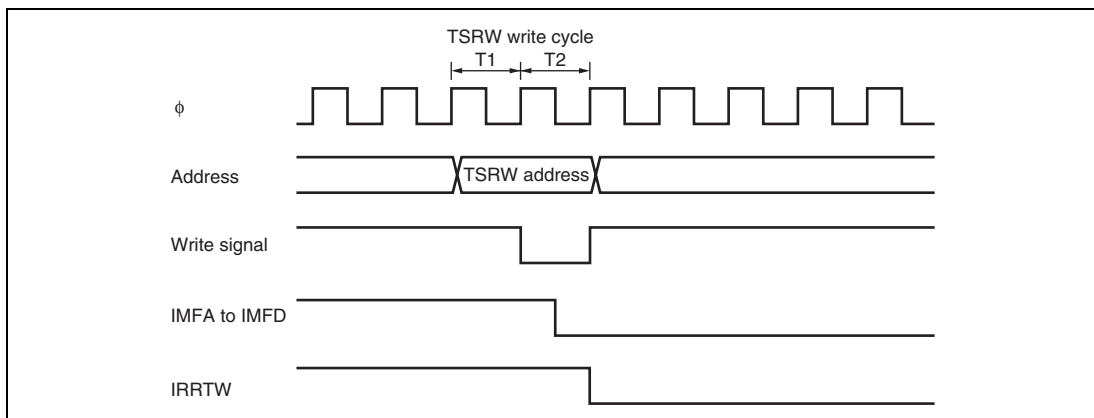 TSRW write cycle
T1 T2
ϕ
Address
TSRW address
Write signal
IMFA to IMFD
IRRTW